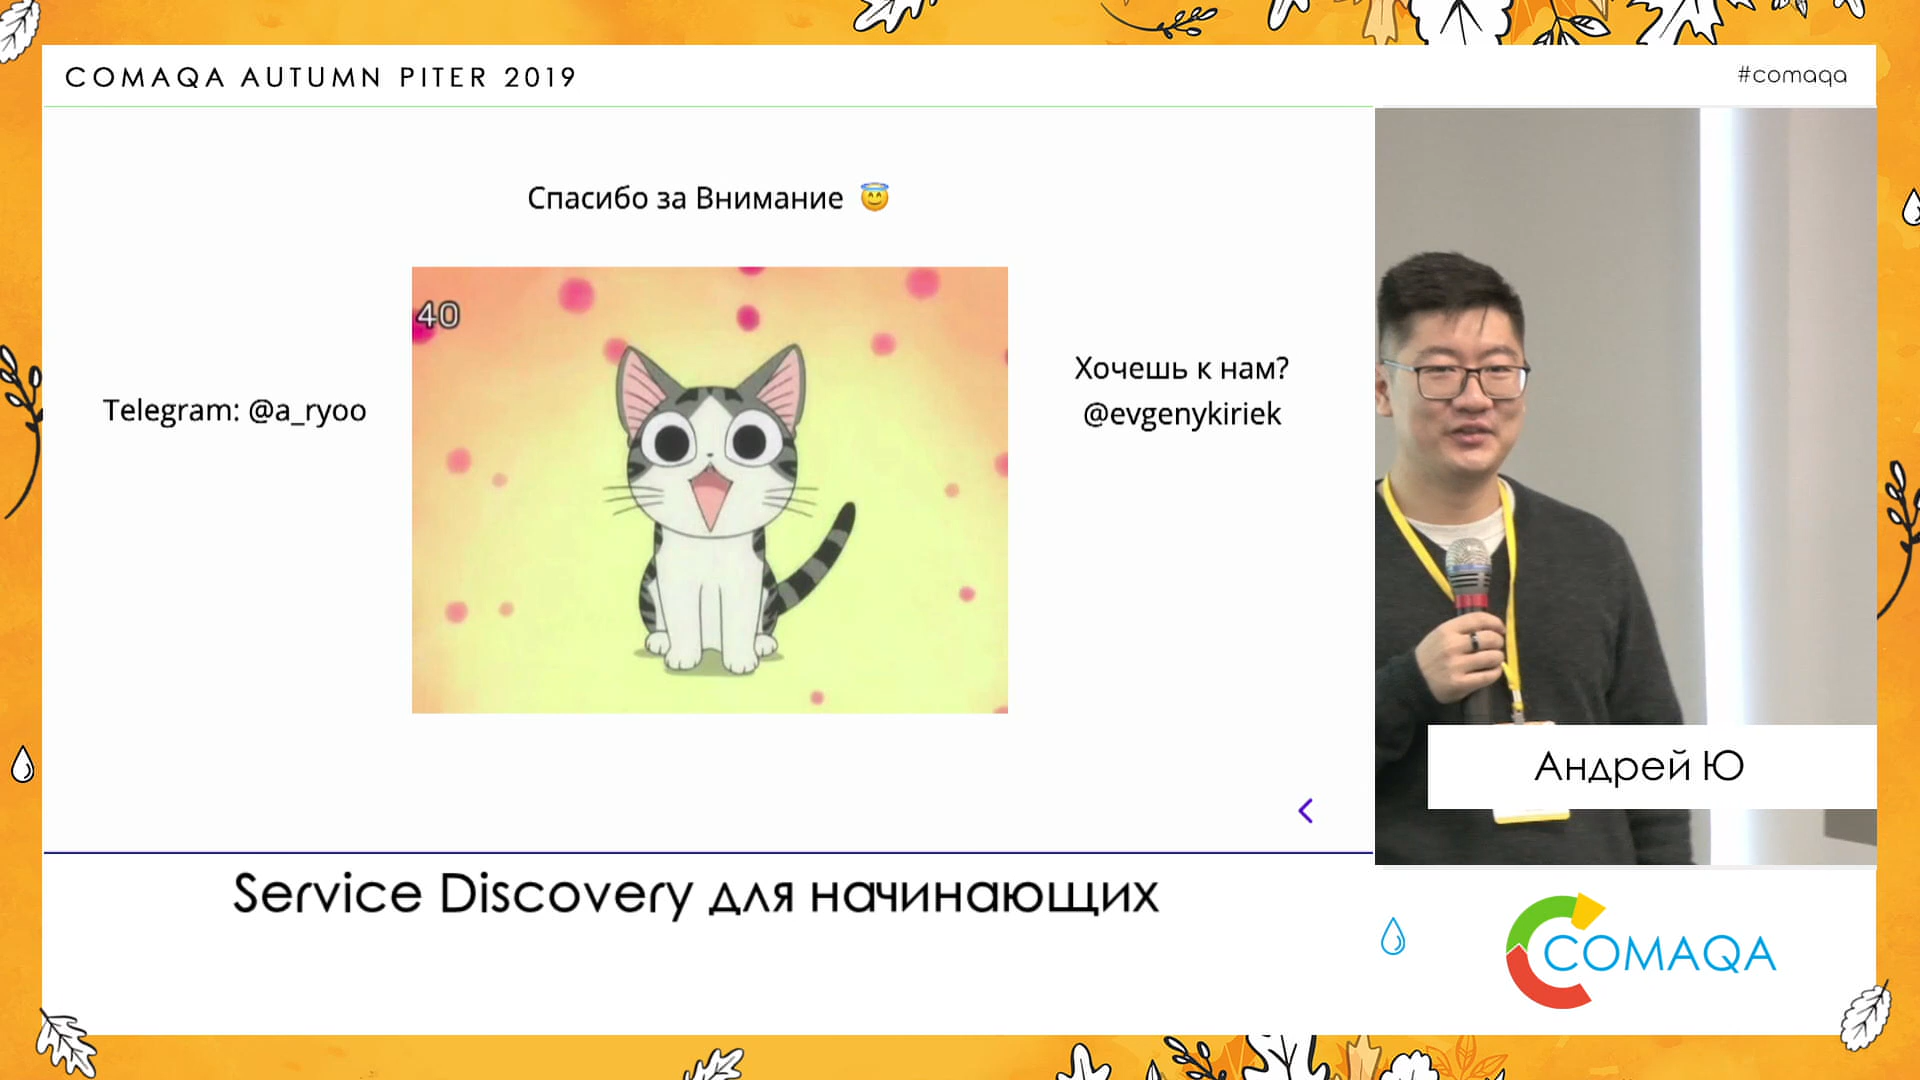 COMAQA AUTUMN PITER 2019
#comaqa
Спасибо за Внимание 😇
40
Telegram: @a_ryoo
Хочешь к нам?
@evgenykiriek
Андрей Ю
Service Discovery для начинающих
COMAQA